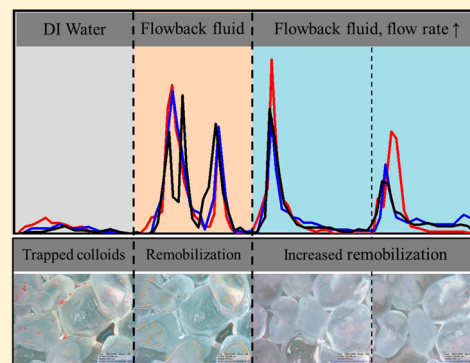 DI Water
Flowback fluid
Flowback fluid, flow rate ↑
Trapped colloids
Remobilization
Increased remobilization